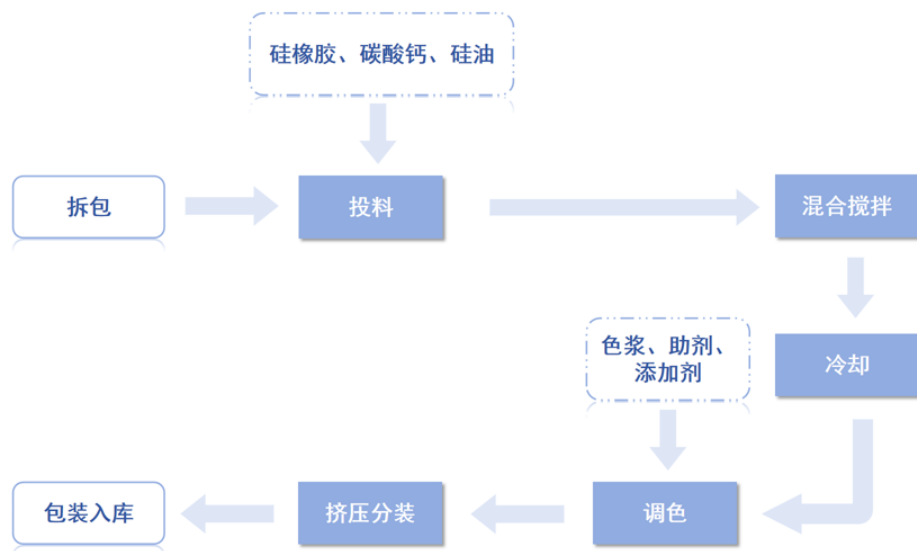 硅橡胶、碳酸钙、硅油
拆包
投料
混合搅拌
冷却
色浆、助剂、
添加剂
调色
挤压分装
包装入库